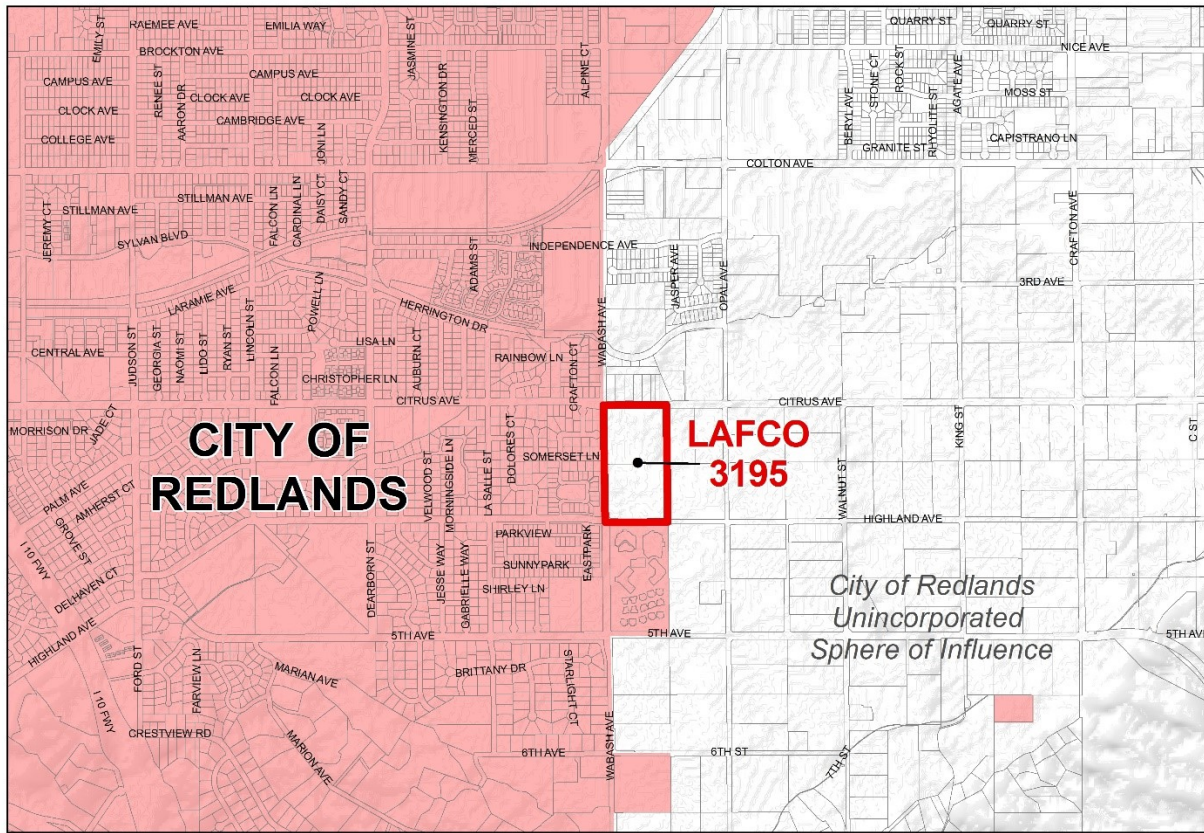 EMILY ST
RAEMEE AVE
EMILIA WAY
JASMINE ST
ALPINE CT
QUARRY ST
QUARRY ST
BROCKTON AVE
NICE AVE
CAMPUS AVE
RENEE ST
AARON DR
CAMPUS AVE
KENSINGTON DR
MERCED ST
BERYL AVE
STONE CT
ROCK ST
RHYOLITE ST
AGATE AVE
MOSS ST
CLOCK AVE
CLOCK AVE
CLOCK AVE
CAMBRIDGE AVE
COLLEGE AVE
JONI LN
GRANITE ST
CAPISTRANO LN
COLTON AVE
JEREMY CT
STILLMAN AVE
STILLMAN AVE
FALCON LN
CARDINAL LN
DAISY CT
SANDY CT
CRAFTON AVE
SYLVAN BLVD
ADAMS ST
INDEPENDENCE AVE
JASPER AVE
OPAL AVE
3RD AVE
LARAMIE AVE
POWELL LN
HERRINGTON DR
WABASH AVE
CENTRAL AVE
JUDSON ST
GEORGIA ST
NAOMI ST
LIDO ST
RYAN ST
LINCOLN ST
FALCON LN
LISA LN
AUBURN CT
RAINBOW LN
CRAFTON CT
CHRISTOPHER LN
CITRUS AVE
CITRUS AVE
MORRISON DR
JADE CT
CITY OF
REDLANDS
VELWOOD ST
MORNINGSIDE LN
LA SALLE ST
DOLORES CT
SOMERSET LN
LAFCO
3195
WALNUT ST
KING ST
C ST
PALM AVE
AMHERST CT
GROVE ST
I 10 FWY
HIGHLAND AVE
DELHAVEN CT
DEARBORN ST
JESSE WAY
GABRIELLE WAY
PARKVIEW
SUNNYPARK
EASTPARK
SHIRLEY LN
City of Redlands
Unincorporated
Sphere of Influence
HIGHLAND AVE
5TH AVE
5TH AVE
5TH AVE
FORD ST
FARVIEW LN
MARIAN AVE
BRITTANY DR
STARLIGHT CT
I 10 FWY
CRESTVIEW RD
MARION AVE
6TH AVE
WABASH AVE
6TH ST
7TH ST